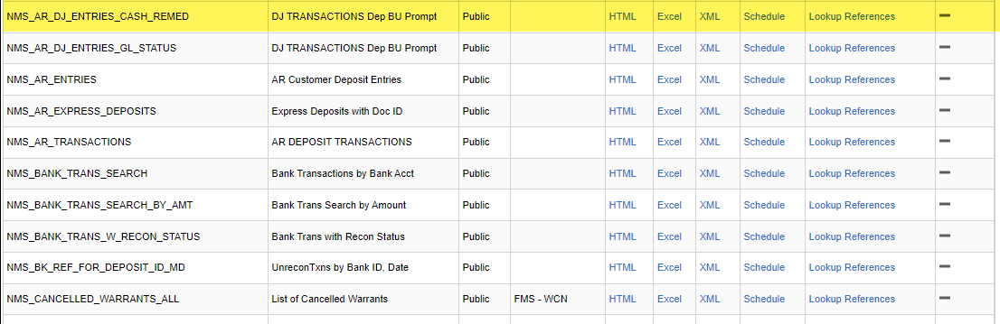 NMS_AR_DJ_ENTRIES_CASH_REMED DJ TRANSACTIONS Dep BU Prompt Public HTML Excel XML Schedule Lookup References
NMS_AR_DJ_ENTRIES_GL_STATUS DJ TRANSACTIONS Dep BU Prompt Public HTML Excel XML Schedule Lookup References
NMS_AR_ENTRIES AR Customer Deposit Entries Public HTML Excel XML Schedule Lookup References
NMS_AR_EXPRESS_DEPOSITS Express Deposits with Doc ID Public HTML Excel XML Schedule Lookup References
NMS_AR_TRANSACTIONS AR DEPOSIT TRANSACTIONS Public HTML Excel XML Schedule Lookup References
NMS_BANK_TRANS_SEARCH Bank Transactions by Bank Acct Public HTML Excel XML Schedule Lookup References
NMS_BANK_TRANS_SEARCH_BY_AMT Bank Trans Search by Amount Public HTML Excel XML Schedule Lookup References
NMS_BANK_TRANS_W_RECON_STATUS Bank Trans with Recon Status Public HTML Excel XML Schedule Lookup References
NMS_BK_REF_FOR_DEPOSIT_ID_MD UnreconTxns by Bank ID, Date Public HTML Excel XML Schedule Lookup References
NMS_CANCELLED_WARRANTS_ALL List of Cancelled Warrants Public FMS - WCN HTML Excel XML Schedule Lookup References